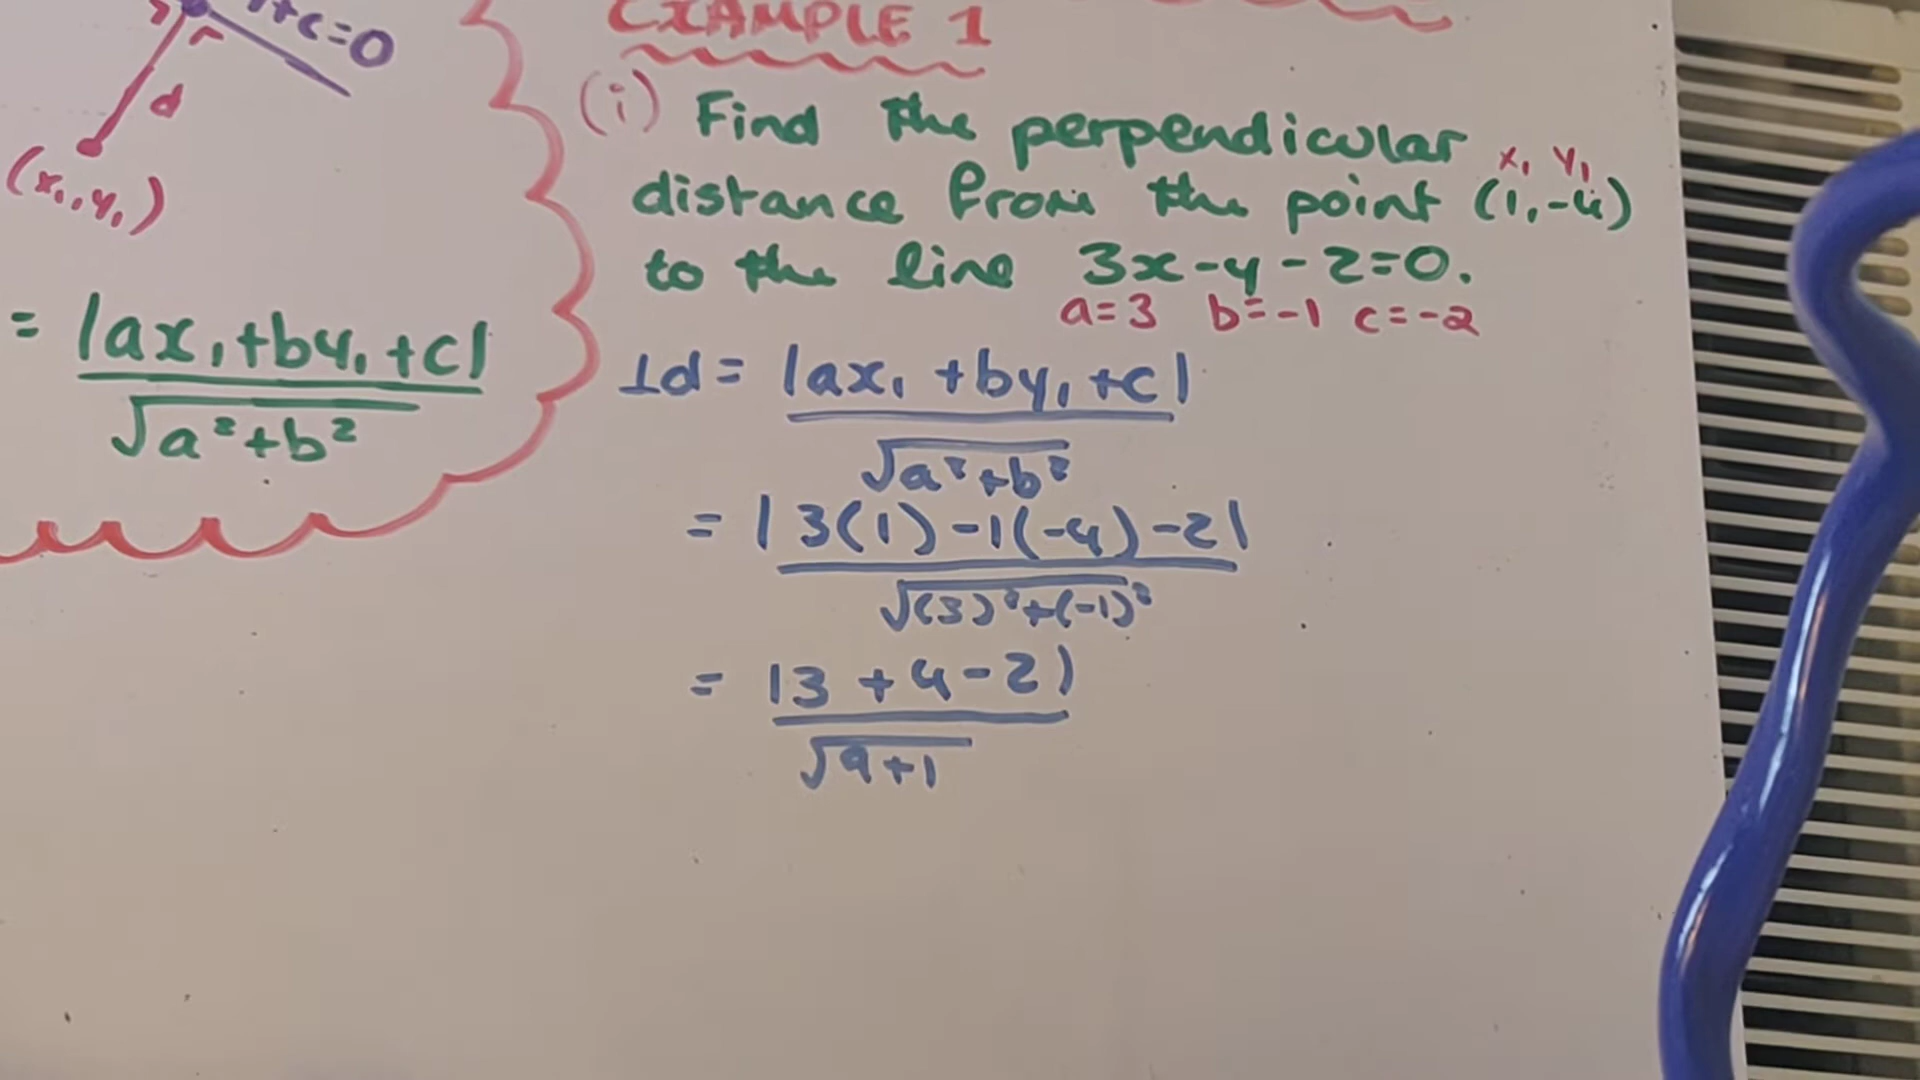 +c=0
d
(x₁,y₁)
= |ax₁+by₁+c|
√a²+b²
EXAMPLE 1
(i) Find the perpendicular
x₁ y₁
distance from the point (1,-4)
to the line 3x-y-2=0.
a=3 b=-1 c=-2
⊥d= |ax₁ +by₁+c|
√a²+b²
= |3(1)-1(-4)-2|
√(3)²+(-1)²
= |3+4-2|
√9+1